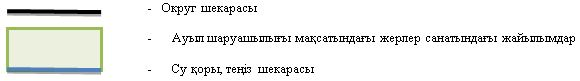 - Округ шекарасы
- Ауыл шаруашылығы мақсатындағы жерлер санатындағы жайылымдар
- Су қоры, теңіз шекарасы